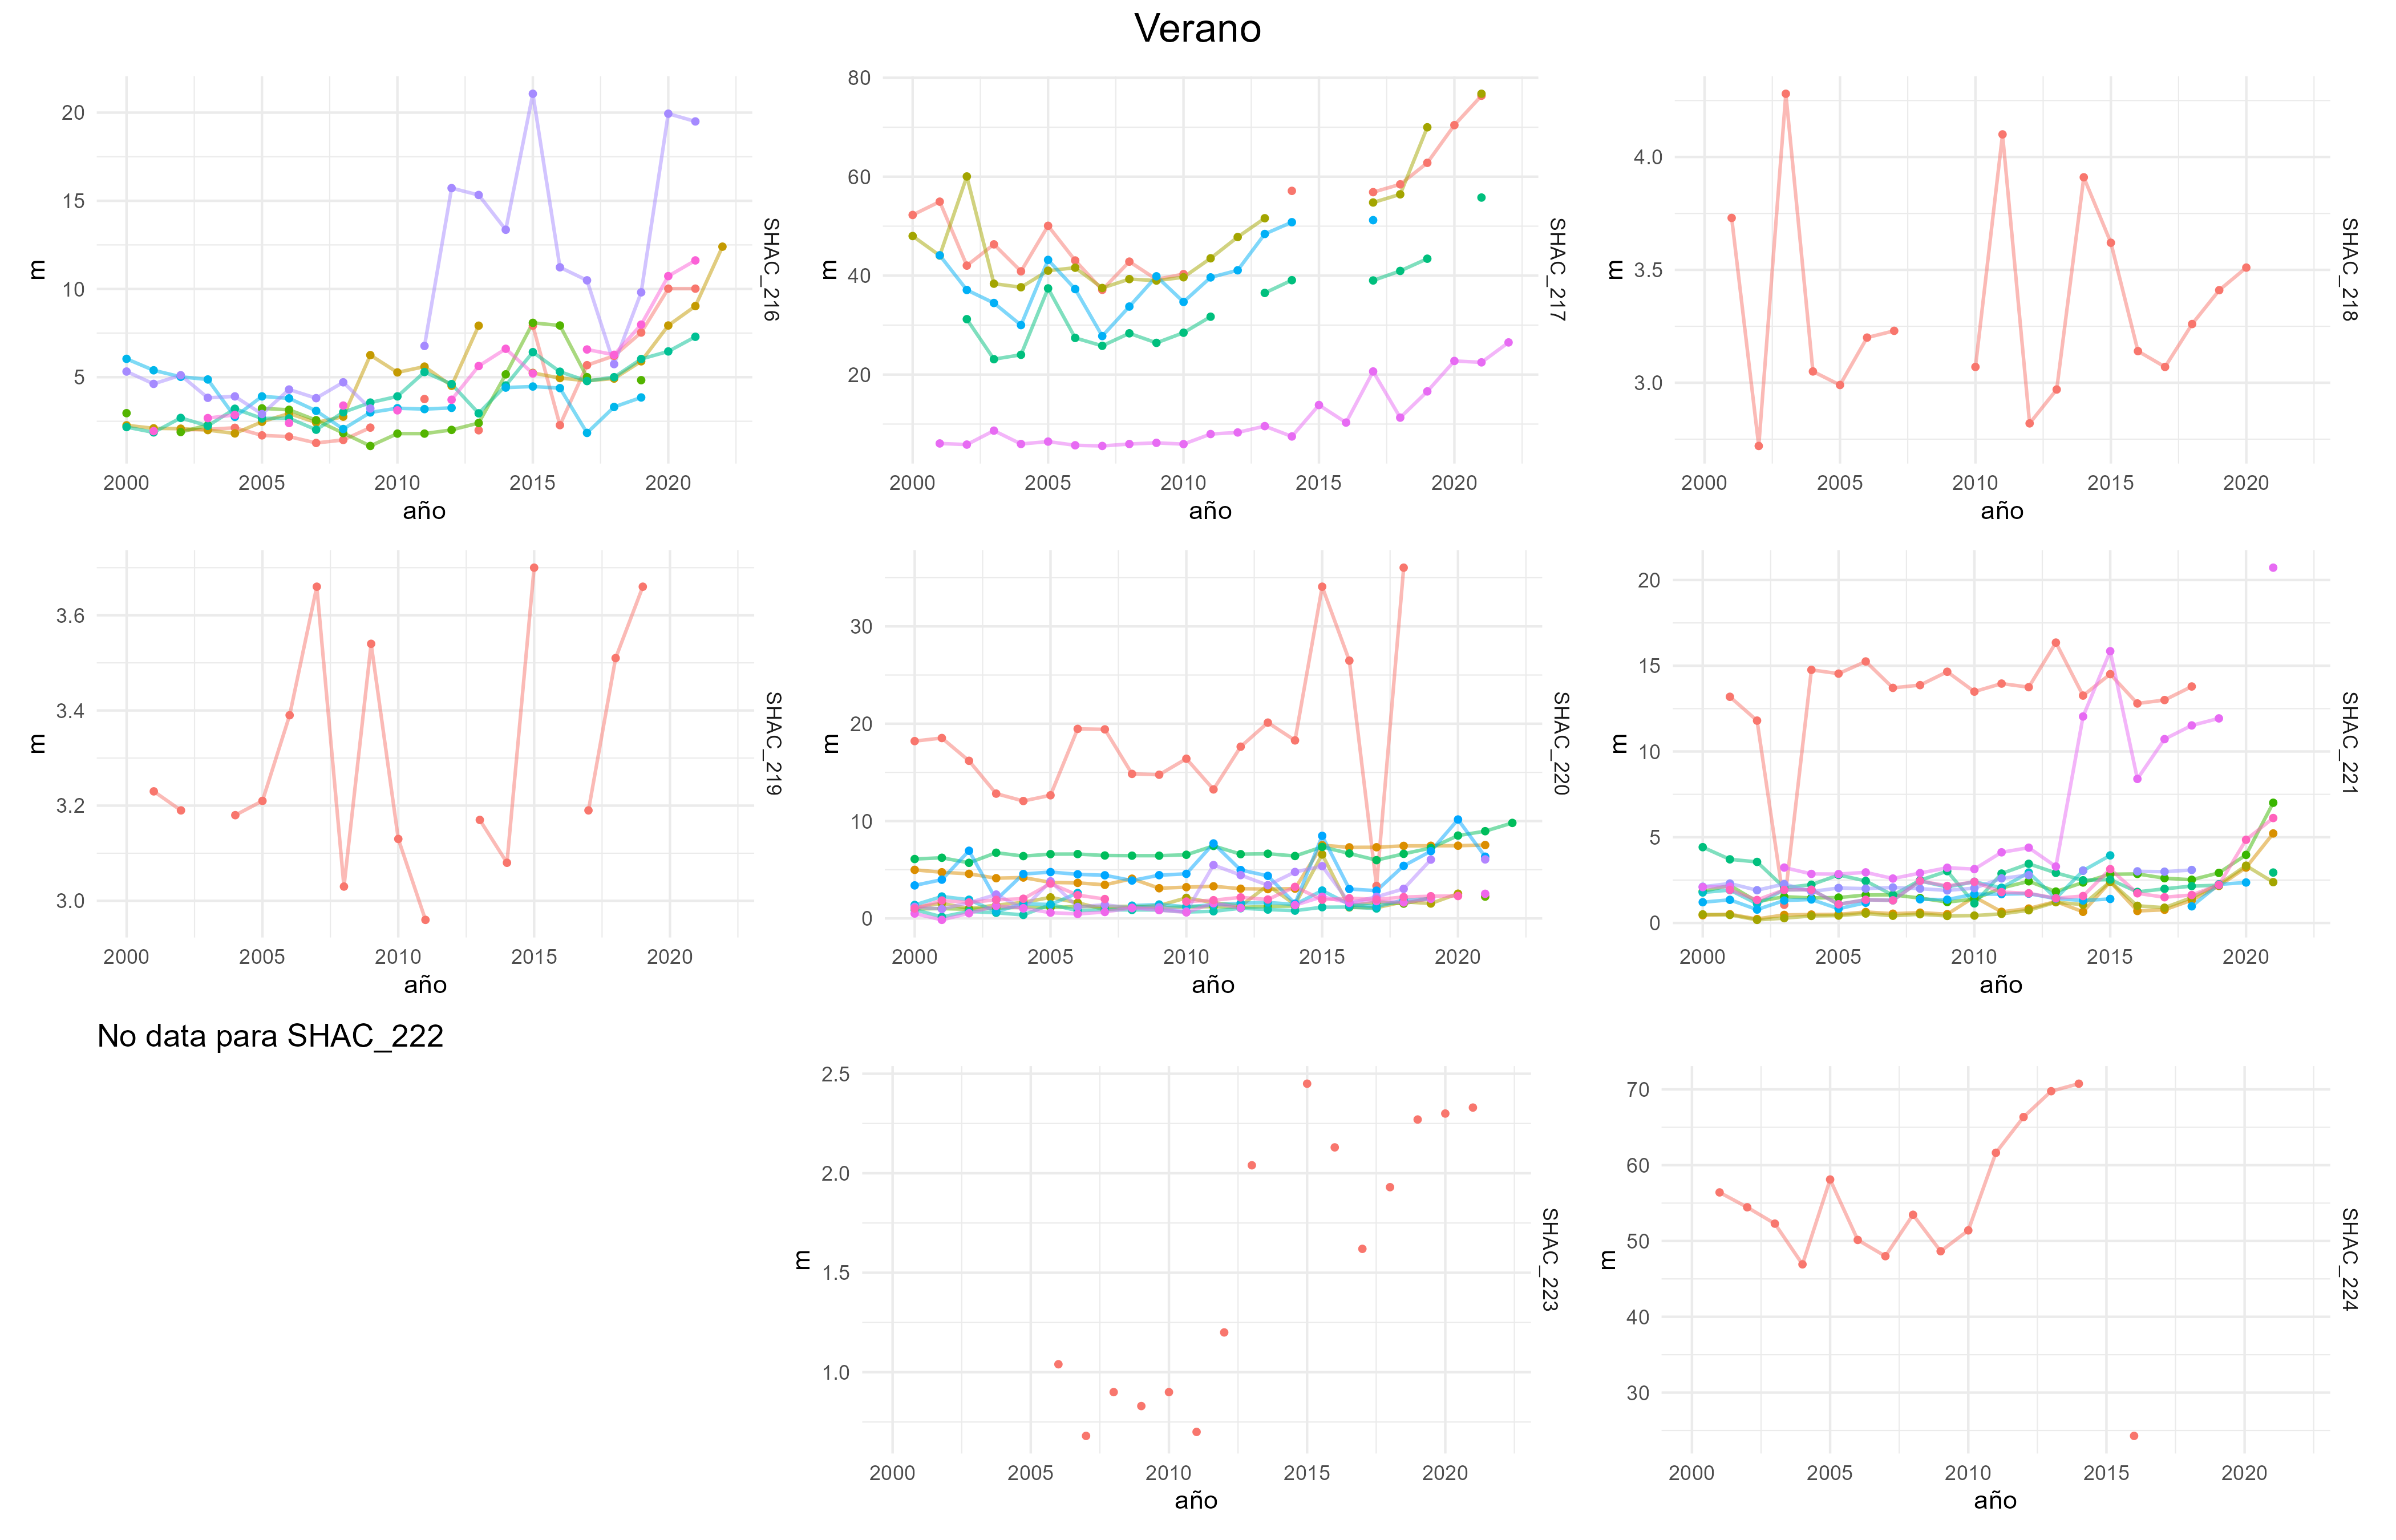 Verano
20
15
10
5
m
SHAC_216
2000 2005 2010 2015 2020
año
80
60
40
20
m
SHAC_217
2000 2005 2010 2015 2020
año
4.0
3.5
3.0
m
SHAC_218
2000 2005 2010 2015 2020
año
3.6
3.4
3.2
3.0
m
SHAC_219
2000 2005 2010 2015 2020
año
30
20
10
0
m
SHAC_220
2000 2005 2010 2015 2020
año
20
15
10
5
0
m
SHAC_221
2000 2005 2010 2015 2020
año
No data para SHAC_222
2.5
2.0
1.5
1.0
m
SHAC_223
2000 2005 2010 2015 2020
año
70
60
50
40
30
m
SHAC_224
2000 2005 2010 2015 2020
año